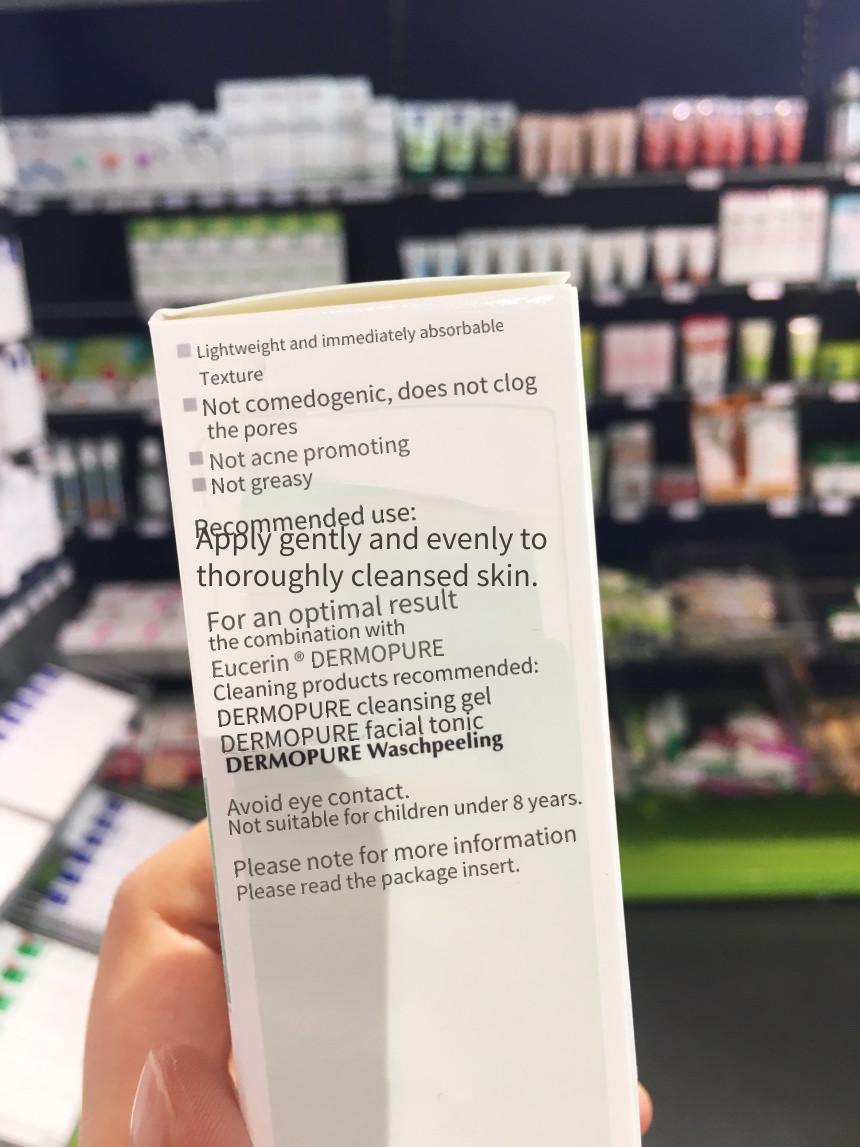 Lightweight and immediately absorbable
Texture
Not comedogenic, does not clog
the pores
Not acne promoting
Not greasy
Recommended use:
Apply gently and evenly to
thoroughly cleansed skin.
For an optimal result
the combination with
Eucerin ® DERMOPURE
Cleaning products recommended:
DERMOPURE cleansing gel
DERMOPURE facial tonic
DERMOPURE Waschpeeling
Avoid eye contact.
Not suitable for children under 8 years.
Please note for more information
Please read the package insert.